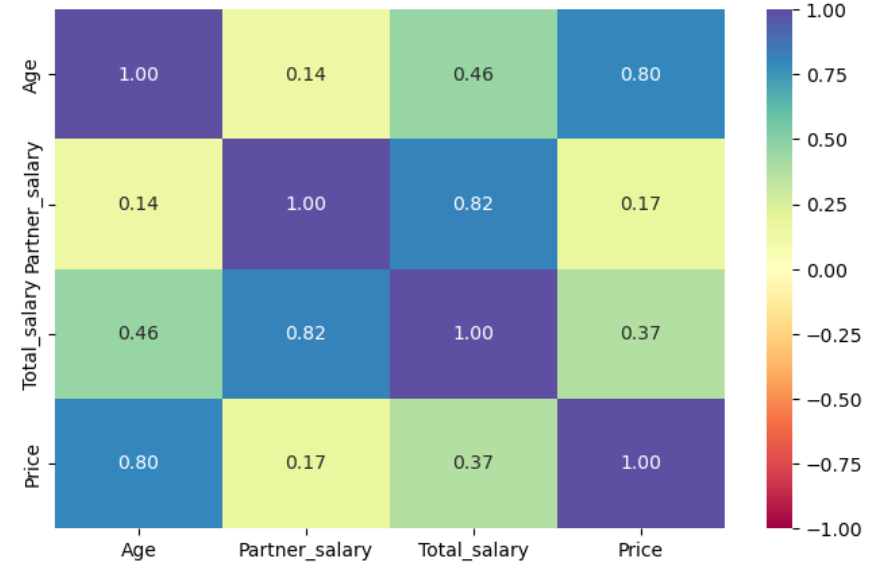 Age 1.00 0.14 0.46 0.80
Partner_salary 0.14 1.00 0.82 0.17
Total_salary 0.46 0.82 1.00 0.37
Price 0.80 0.17 0.37 1.00
Age Partner_salary Total_salary Price
1.00
0.75
0.50
0.25
0.00
−0.25
−0.50
−0.75
−1.00